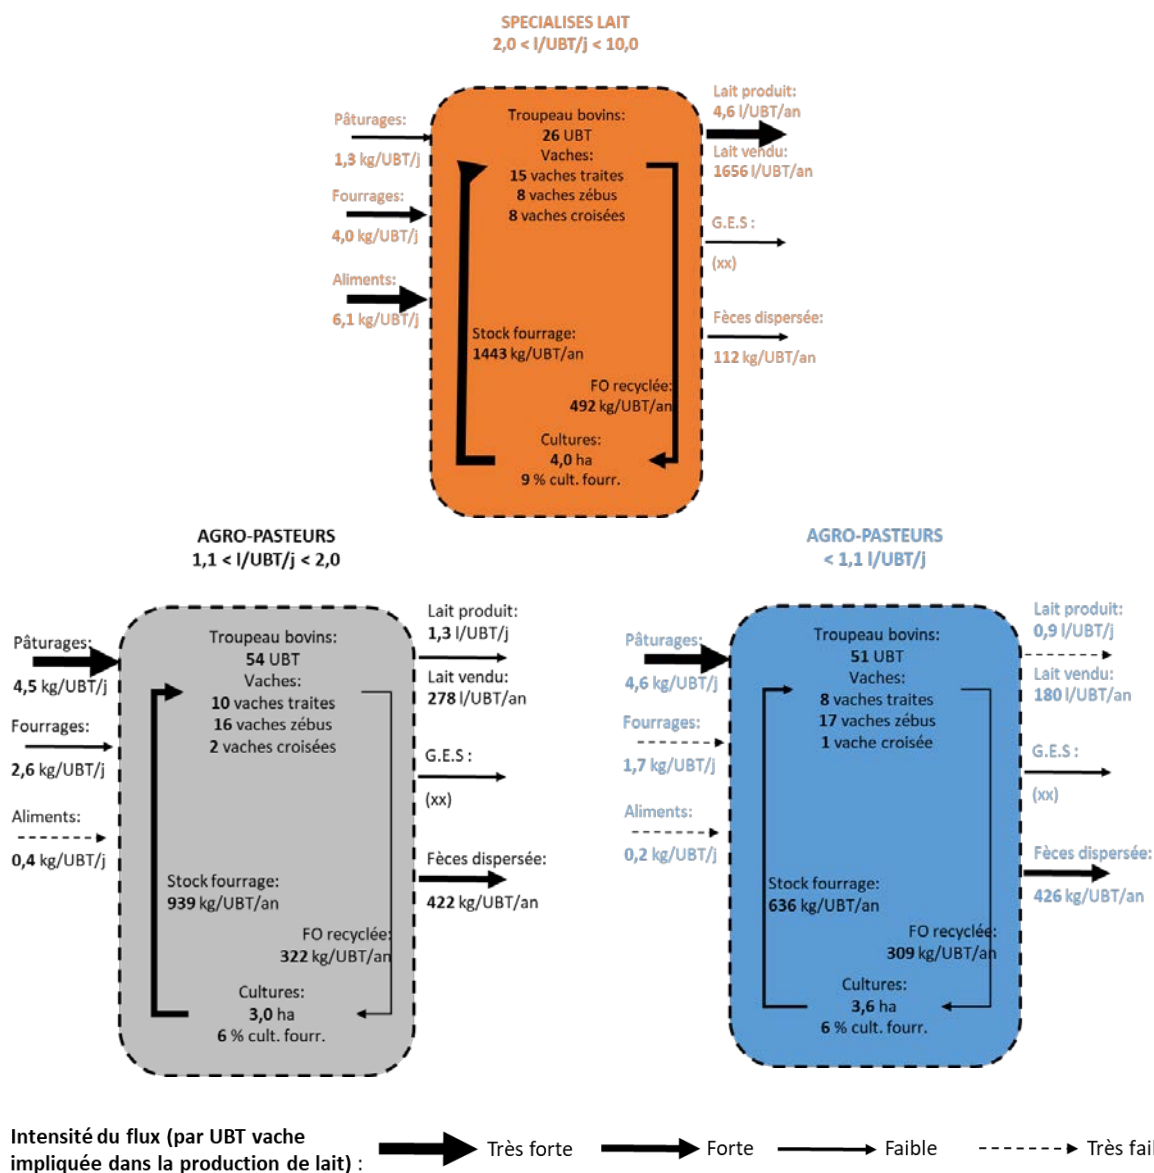 SPECIALISES LAIT
2,0 < l/UBT/j < 10,0
Pâturages:
1,3 kg/UBT/j
Fourrages:
4,0 kg/UBT/j
Aliments:
6,1 kg/UBT/j
Troupeau bovins:
26 UBT
Vaches:
15 vaches traites
8 vaches zébus
8 vaches croisées
Stock fourrage:
1443 kg/UBT/an
FO recyclée:
492 kg/UBT/an
Cultures:
4,0 ha
9 % cult. fourr.
Lait produit:
4,6 l/UBT/an
Lait vendu:
1656 l/UBT/an
G.E.S :
(xx)
Fèces dispersée:
112 kg/UBT/an
AGRO-PASTEURS
1,1 < l/UBT/j < 2,0
Pâturages:
4,5 kg/UBT/j
Fourrages:
2,6 kg/UBT/j
Aliments:
0,4 kg/UBT/j
Troupeau bovins:
54 UBT
Vaches:
10 vaches traites
16 vaches zébus
2 vaches croisées
Stock fourrage:
939 kg/UBT/an
FO recyclée:
322 kg/UBT/an
Cultures:
3,0 ha
6 % cult. fourr.
Lait produit:
1,3 l/UBT/j
Lait vendu:
278 l/UBT/an
G.E.S :
(xx)
Fèces dispersée:
422 kg/UBT/an
AGRO-PASTEURS
< 1,1 l/UBT/j
Pâturages:
4,6 kg/UBT/j
Fourrages:
1,7 kg/UBT/j
Aliments:
0,2 kg/UBT/j
Troupeau bovins:
51 UBT
Vaches:
8 vaches traites
17 vaches zébus
1 vache croisée
Stock fourrage:
636 kg/UBT/an
FO recyclée:
309 kg/UBT/an
Cultures:
3,6 ha
6 % cult. fourr.
Lait produit:
0,9 l/UBT/j
Lait vendu:
180 l/UBT/an
G.E.S :
(xx)
Fèces dispersée:
426 kg/UBT/an
Intensité du flux (par UBT vache
impliquée dans la production de lait) :
Très forte
Forte
Faible
Très fail